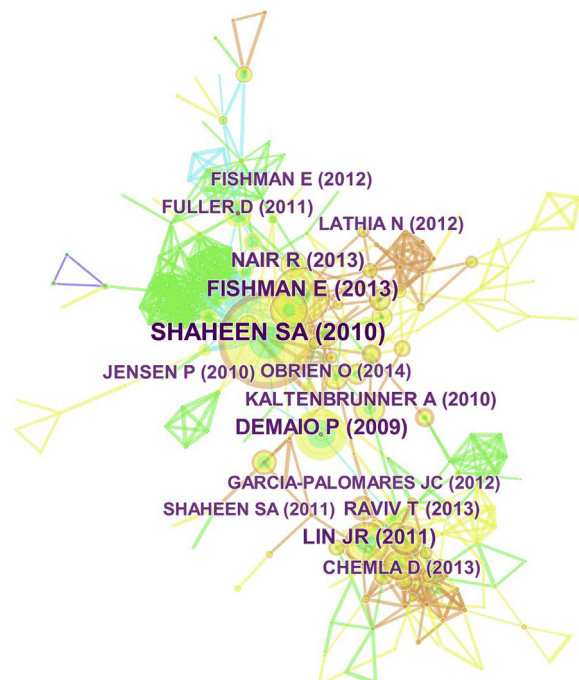 FISHMAN E (2012)
FULLER D (2011)
LATHIA N (2012)
NAIR R (2013)
FISHMAN E (2013)
SHAHEEN SA (2010)
JENSEN P (2010) OBRIEN O (2014)
KALTENBRUNNER A (2010)
DEMAIO P (2009)
GARCIA-PALOMARES JC (2012)
SHAHEEN SA (2011) RAVIV T (2013)
LIN JR (2011)
CHEMLA D (2013)